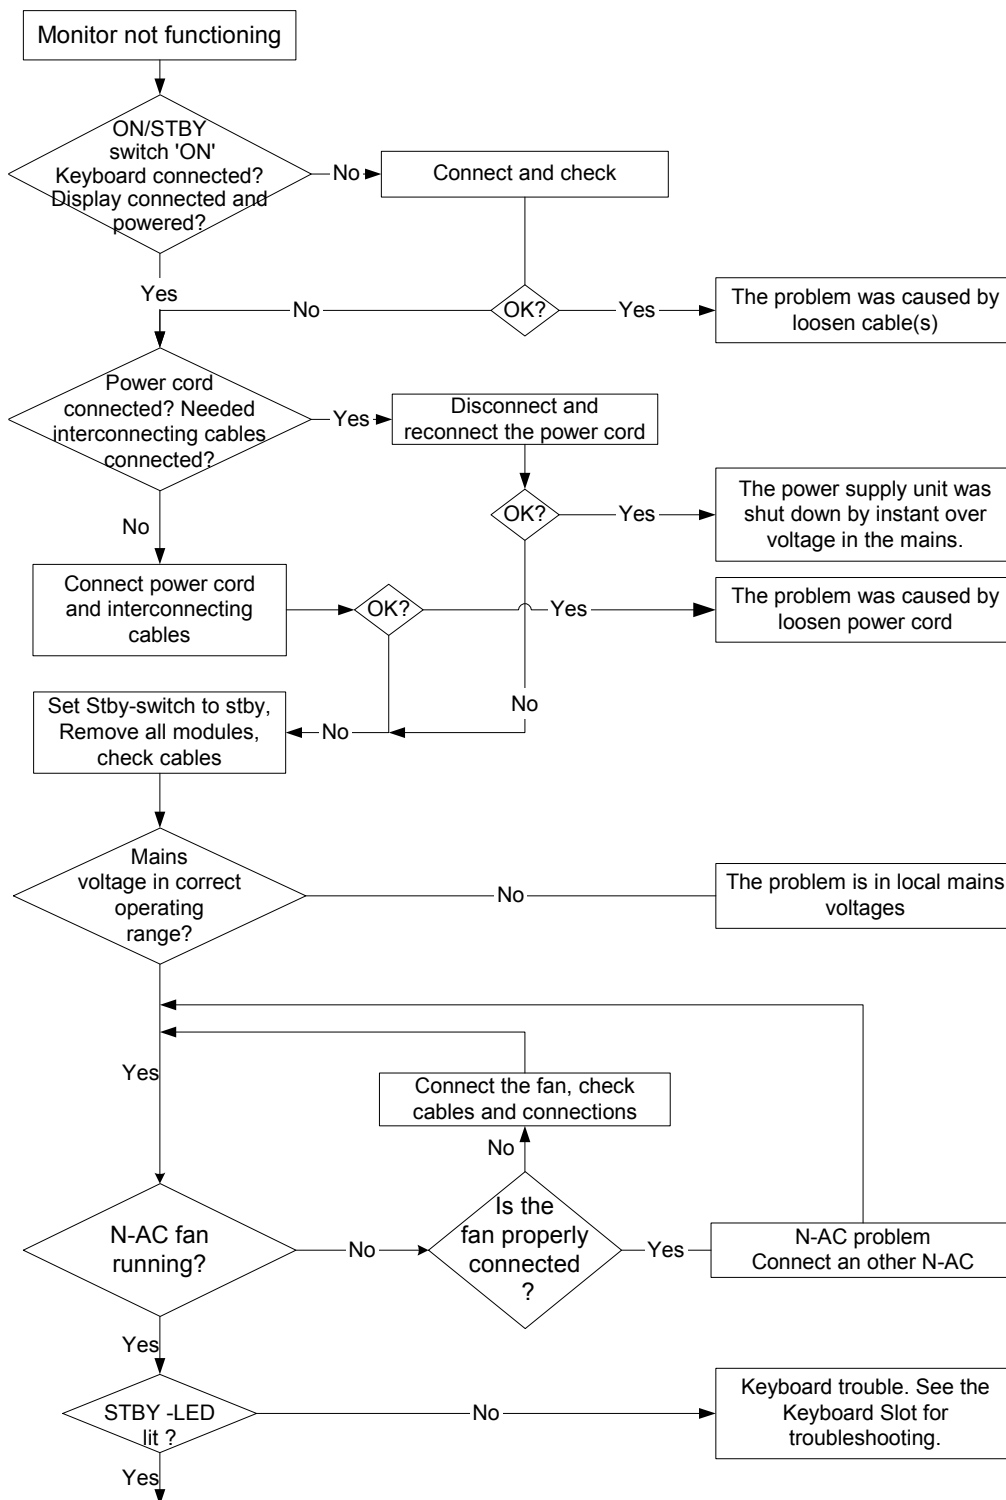 Monitor not functioning
ON/STBY
switch 'ON'
Keyboard connected?
Display connected and
powered?
No
Connect and check
Yes
No
OK?
Yes
The problem was caused by
loosen cable(s)
Power cord
connected? Needed
interconnecting cables
connected?
Yes
Disconnect and
reconnect the power cord
No
OK?
Yes
The power supply unit was
shut down by instant over
voltage in the mains.
Connect power cord
and interconnecting
cables
OK?
Yes
The problem was caused by
loosen power cord
No
Set Stby-switch to stby,
Remove all modules,
check cables
No
Mains
voltage in correct
operating
range?
No
The problem is in local mains
voltages
Yes
Connect the fan, check
cables and connections
No
N-AC fan
running?
No
Is the
fan properly
connected
?
Yes
N-AC problem
Connect an other N-AC
Yes
STBY -LED
lit ?
No
Keyboard trouble. See the
Keyboard Slot for
troubleshooting.
Yes